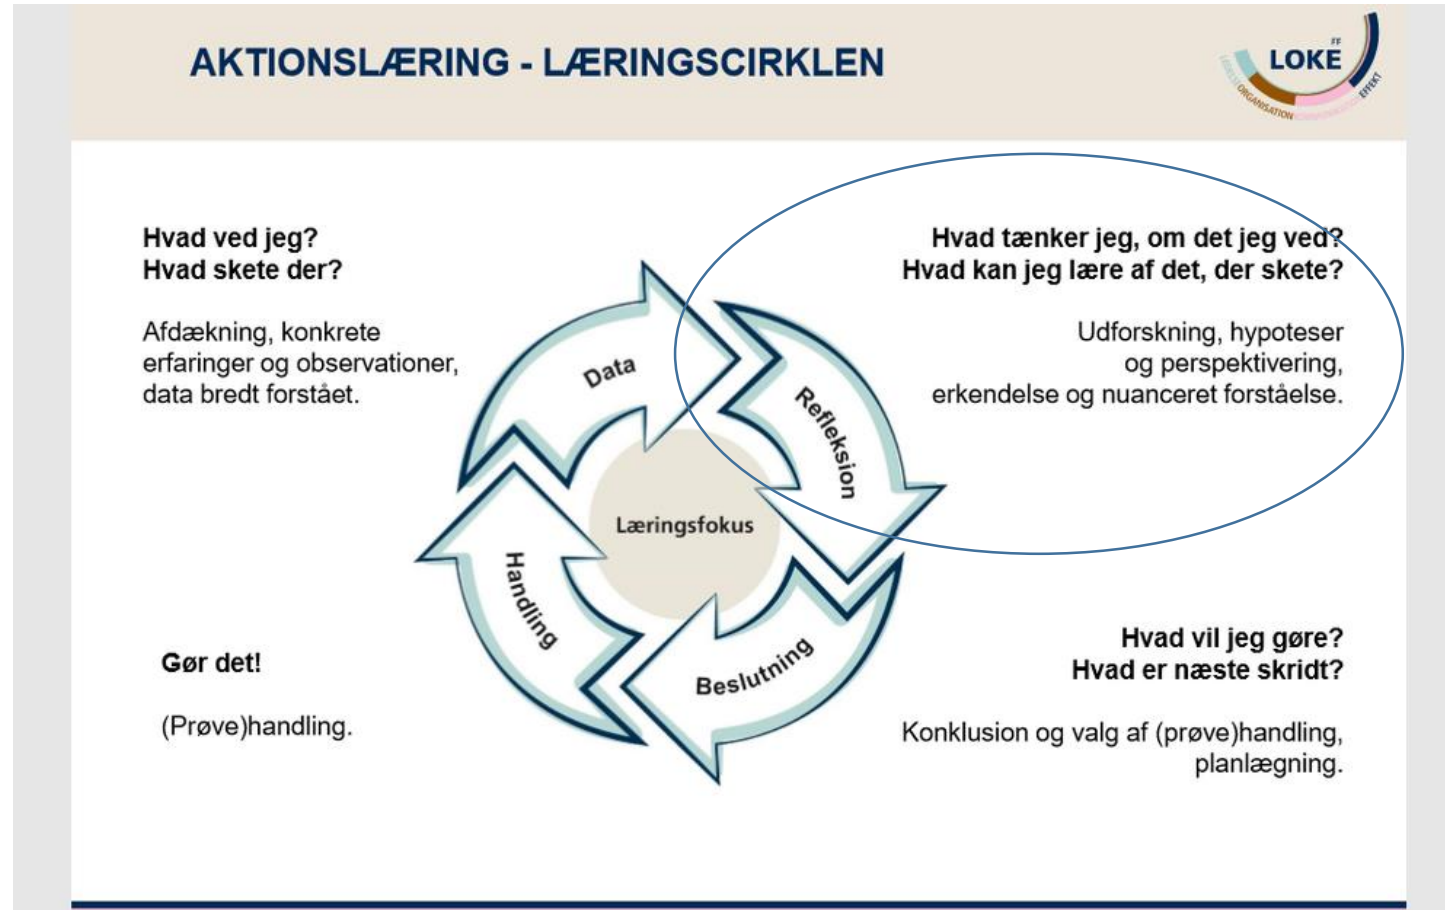 AKTIONSLÆRING - LÆRINGSCIRKLEN
FF
LOKE
ORGANISATION
EFFEKT
Hvad ved jeg?
Hvad skete der?
Afdækning, konkrete
erfaringer og observationer,
data bredt forstået.
Hvad tænker jeg, om det jeg ved?
Hvad kan jeg lære af det, der skete?
Udforskning, hypoteser
og perspektivering,
erkendelse og nuanceret forståelse.
Data
Refleksion
Læringsfokus
Handling
Beslutning
Gør det!
(Prøve)handling.
Hvad vil jeg gøre?
Hvad er næste skridt?
Konklusion og valg af (prøve)handling,
planlægning.